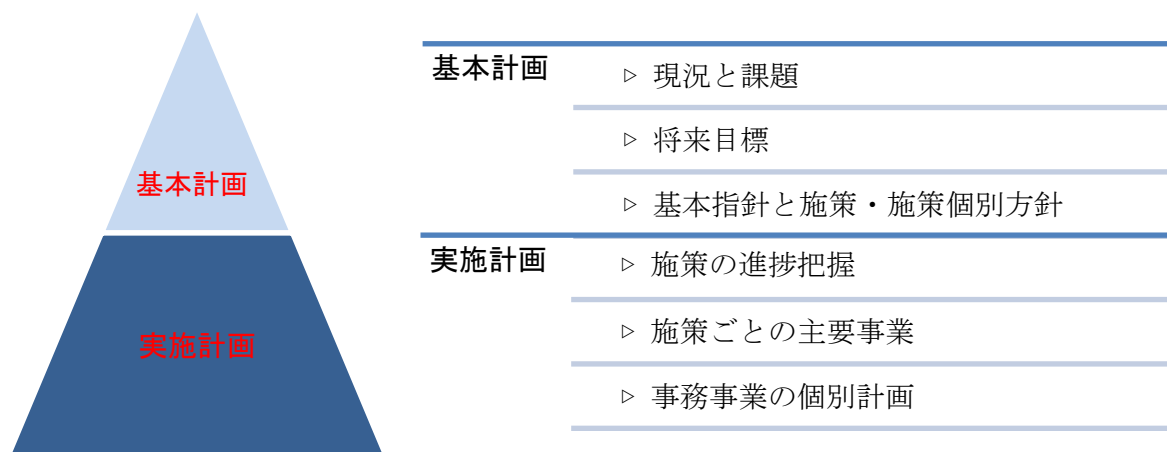 基本計画
実施計画
基本計画
▷ 現況と課題
▷ 将来目標
▷ 基本指針と施策・施策個別方針
実施計画
▷ 施策の進捗把握
▷ 施策ごとの主要事業
▷ 事務事業の個別計画